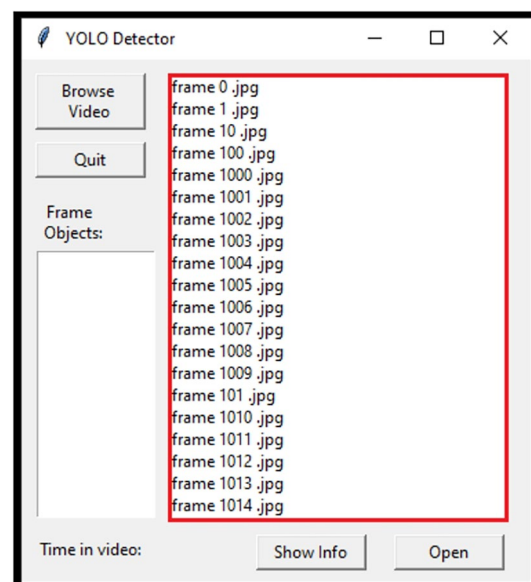 YOLO Detector
Browse
Video
Quit
Frame
Objects:
frame 0 .jpg
frame 1 .jpg
frame 10 .jpg
frame 100 .jpg
frame 1000 .jpg
frame 1001 .jpg
frame 1002 .jpg
frame 1003 .jpg
frame 1004 .jpg
frame 1005 .jpg
frame 1006 .jpg
frame 1007 .jpg
frame 1008 .jpg
frame 1009 .jpg
frame 101 .jpg
frame 1010 .jpg
frame 1011 .jpg
frame 1012 .jpg
frame 1013 .jpg
frame 1014 .jpg
Time in video:
Show Info
Open